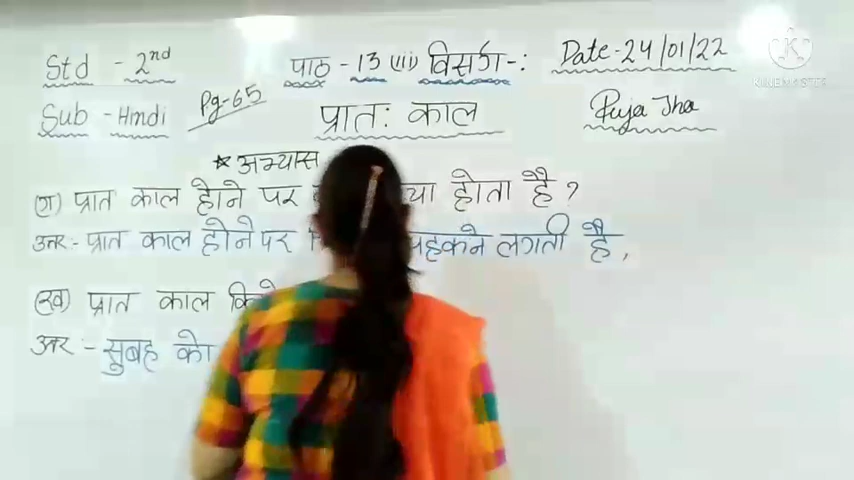 Std - 2nd पाठ - 13 (ii) विसर्ग -: Date - 24/01/22
KINEMASTER
Sub - Hindi Pg-65 प्रातः काल Puja Jha
* अभ्यास
(ग) प्रात काल होने पर या होता है ?
उत्तर:- प्रात काल होने पर चहकने लगती है,
(ख) प्रात काल
उत्तर :- सुबह को